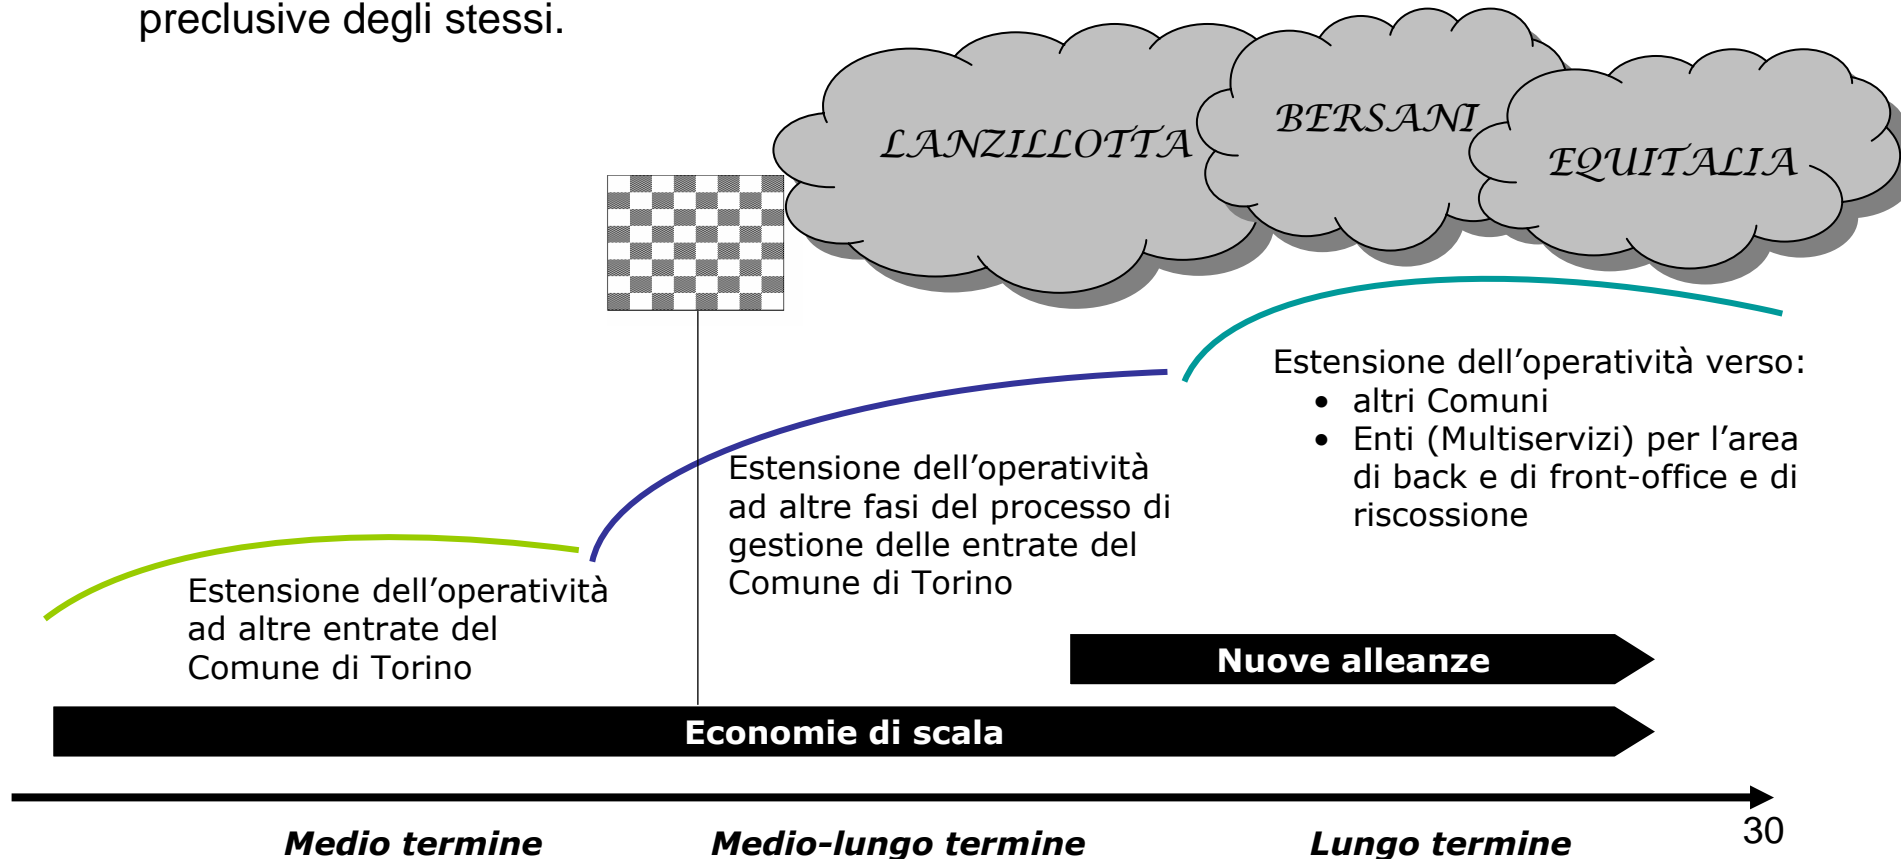 preclusive degli stessi.
LANZILLOTTA
BERSANI
EQUITALIA
Estensione dell’operatività verso:
• altri Comuni
• Enti (Multiservizi) per l’area
di back e di front-office e di
riscossione
Estensione dell’operatività
ad altre fasi del processo di
gestione delle entrate del
Comune di Torino
Estensione dell’operatività
ad altre entrate del
Comune di Torino
Nuove alleanze
Economie di scala
Medio termine
Medio-lungo termine
Lungo termine
30